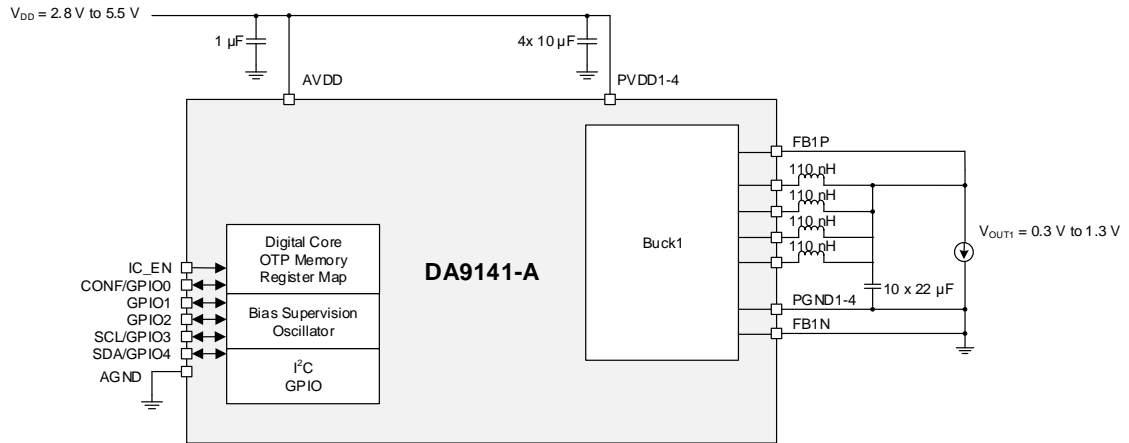 V_DD = 2.8 V to 5.5 V
1 µF
4x 10 µF
AVDD
PVDD1-4
FB1P
110 nH
110 nH
110 nH
110 nH
Buck1
V_OUT1 = 0.3 V to 1.3 V
Digital Core
OTP Memory
Register Map
DA9141-A
IC_EN
CONF/GPIO0
GPIO1
GPIO2
SCL/GPIO3
SDA/GPIO4
AGND
Bias Supervision
Oscillator
I²C
GPIO
10 x 22 µF
PGND1-4
FB1N